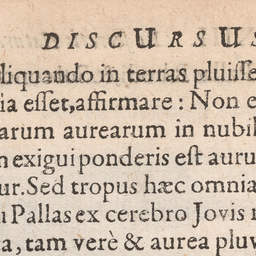 DISCURSUS
liquando in terras pluisse
ia esset, affirmare: Non e
arum aurearum in nubil
n exigui ponderis est auru
ur. Sed tropus hæc omnia
i Pallas ex cerebro Jovis
a, tam verè & aurea pluv